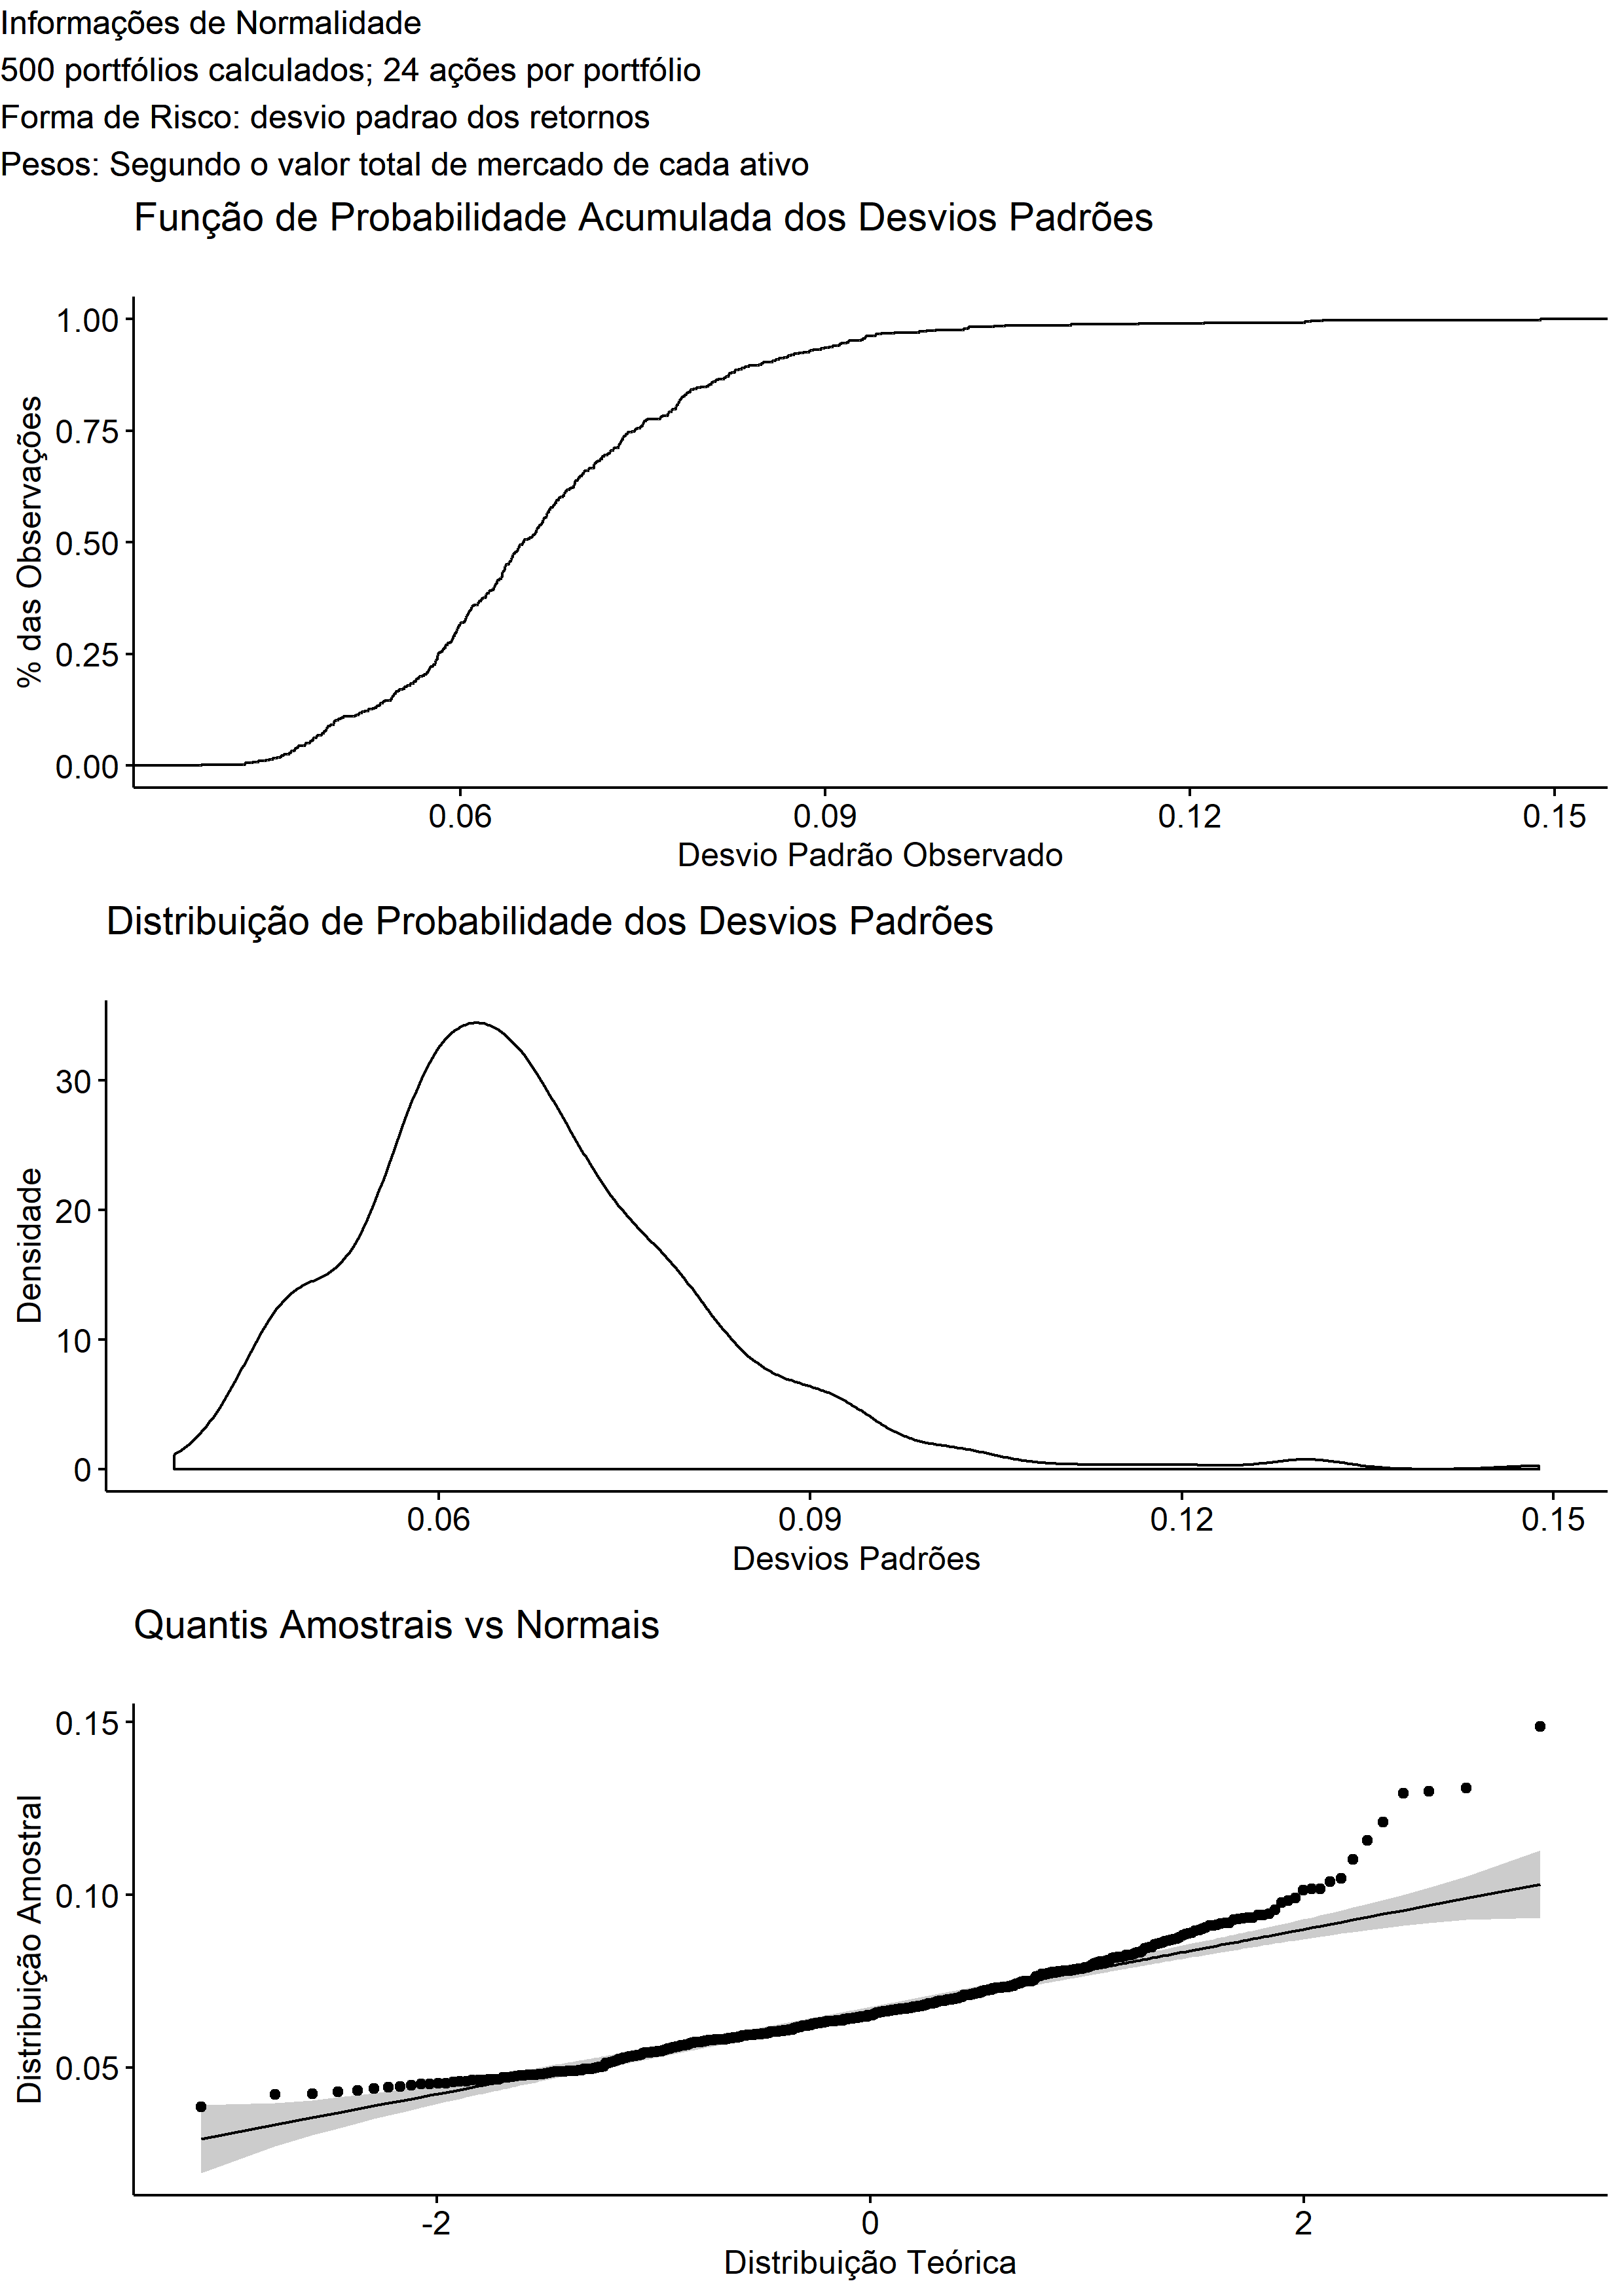 Informações de Normalidade
500 portfólios calculados; 24 ações por portfólio
Forma de Risco: desvio padrao dos retornos
Pesos: Segundo o valor total de mercado de cada ativo
Função de Probabilidade Acumulada dos Desvios Padrões
% das Observações
1.00
0.75
0.50
0.25
0.00
0.06 0.09 0.12 0.15
Desvio Padrão Observado
Distribuição de Probabilidade dos Desvios Padrões
Densidade
30
20
10
0
0.06 0.09 0.12 0.15
Desvios Padrões
Quantis Amostrais vs Normais
Distribuição Amostral
0.15
0.10
0.05
-2 0 2
Distribuição Teórica